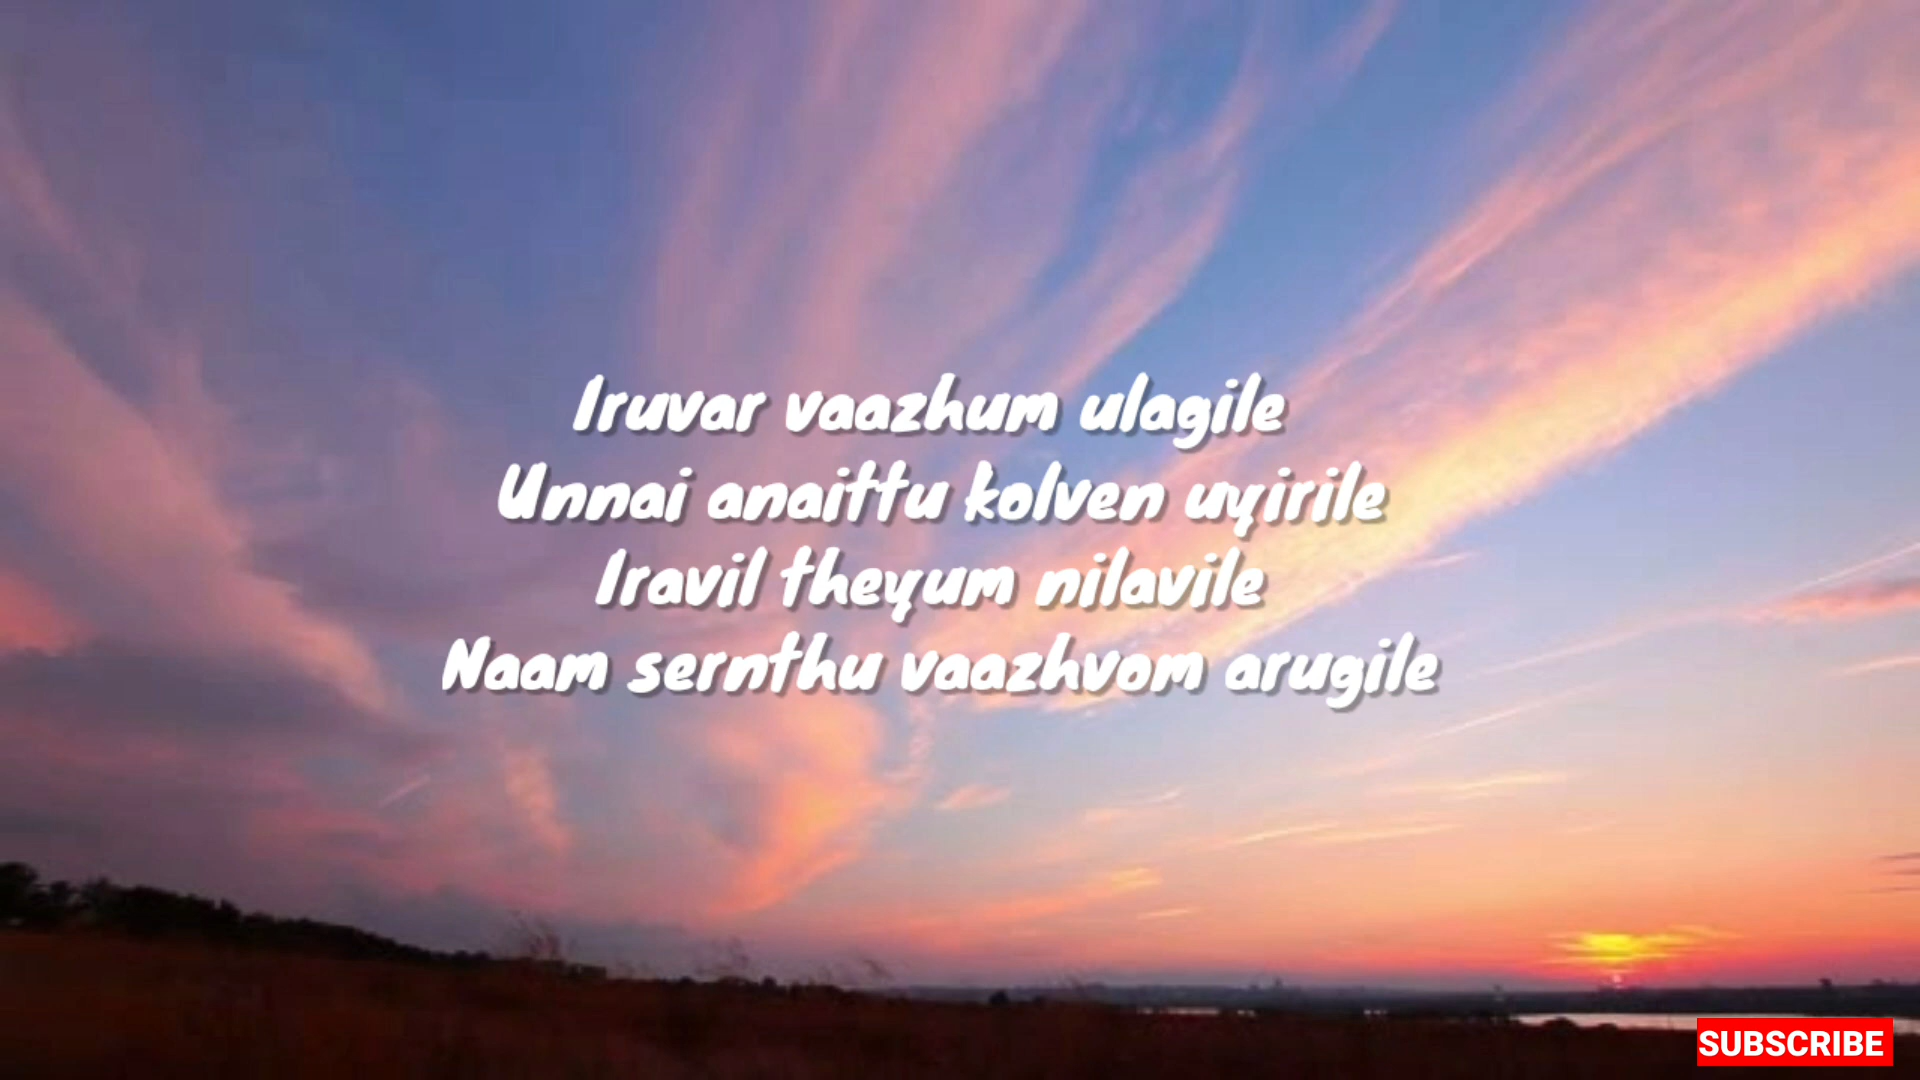 Iruvar vaazhum ulagile
Unnai anaittu kolven uyirile
Iravil theyum nilavile
Naam sernthu vaazhvom arugile
SUBSCRIBE